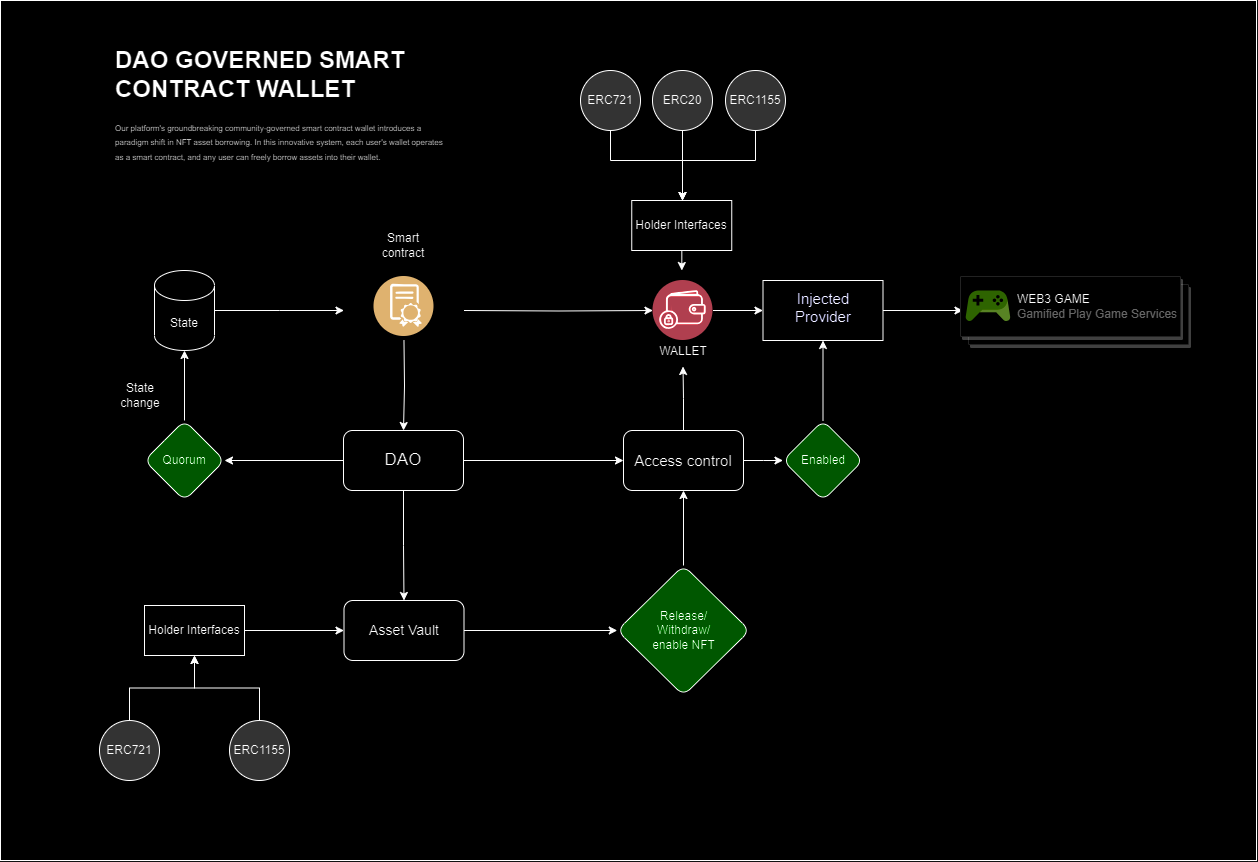 DAO GOVERNED SMART
CONTRACT WALLET
Our platform's groundbreaking community-governed smart contract wallet introduces a
paradigm shift in NFT asset borrowing. In this innovative system, each user's wallet operates
as a smart contract, and any user can freely borrow assets into their wallet.
ERC721
ERC20
ERC1155
Holder Interfaces
Smart
contract
State
WALLET
Injected
Provider
WEB3 GAME
Gamified Play Game Services
State
change
Quorum
DAO
Access control
Enabled
Holder Interfaces
Asset Vault
Release/
Withdraw/
enable NFT
ERC721
ERC1155